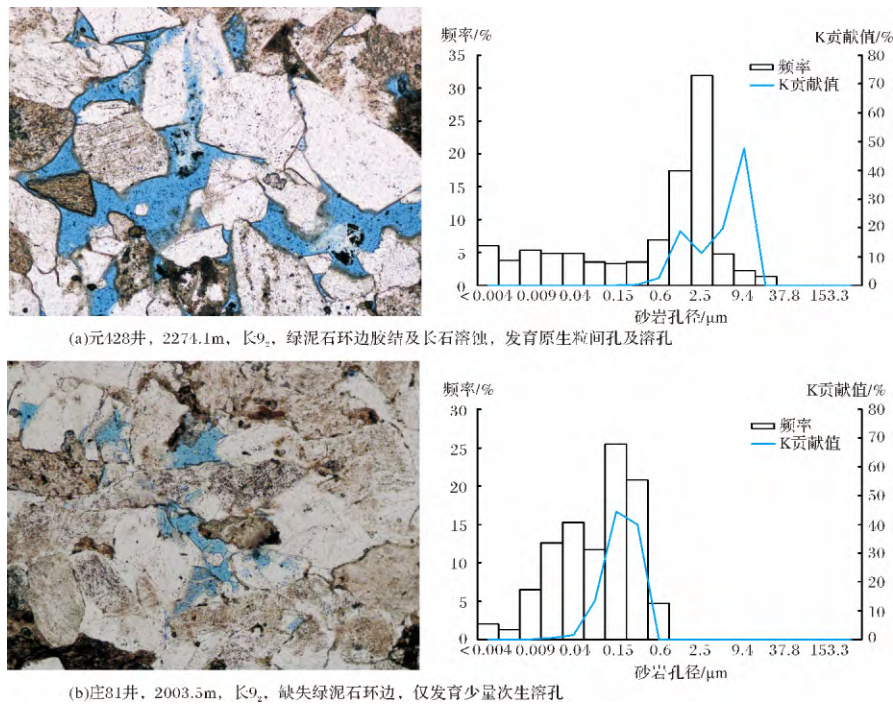 频率/%
K贡献值/%
35
30
25
20
15
10
5
0
80
70
60
50
40
30
20
10
0
频率
K贡献值
<0.004 0.009 0.04 0.15 0.6 2.5 9.4 37.8 153.3
砂岩孔径/μm
(a)元428井，2274.1m，长9₂，绿泥石环边胶结及长石溶蚀，发育原生粒间孔及溶孔
频率/%
K贡献值/%
30
25
20
15
10
5
0
80
70
60
50
40
30
20
10
0
频率
K贡献值
<0.004 0.009 0.04 0.15 0.6 2.5 9.4 37.8 153.3
砂岩孔径/μm
(b)庄81井，2003.5m，长9₂，缺失绿泥石环边，仅发育少量次生溶孔